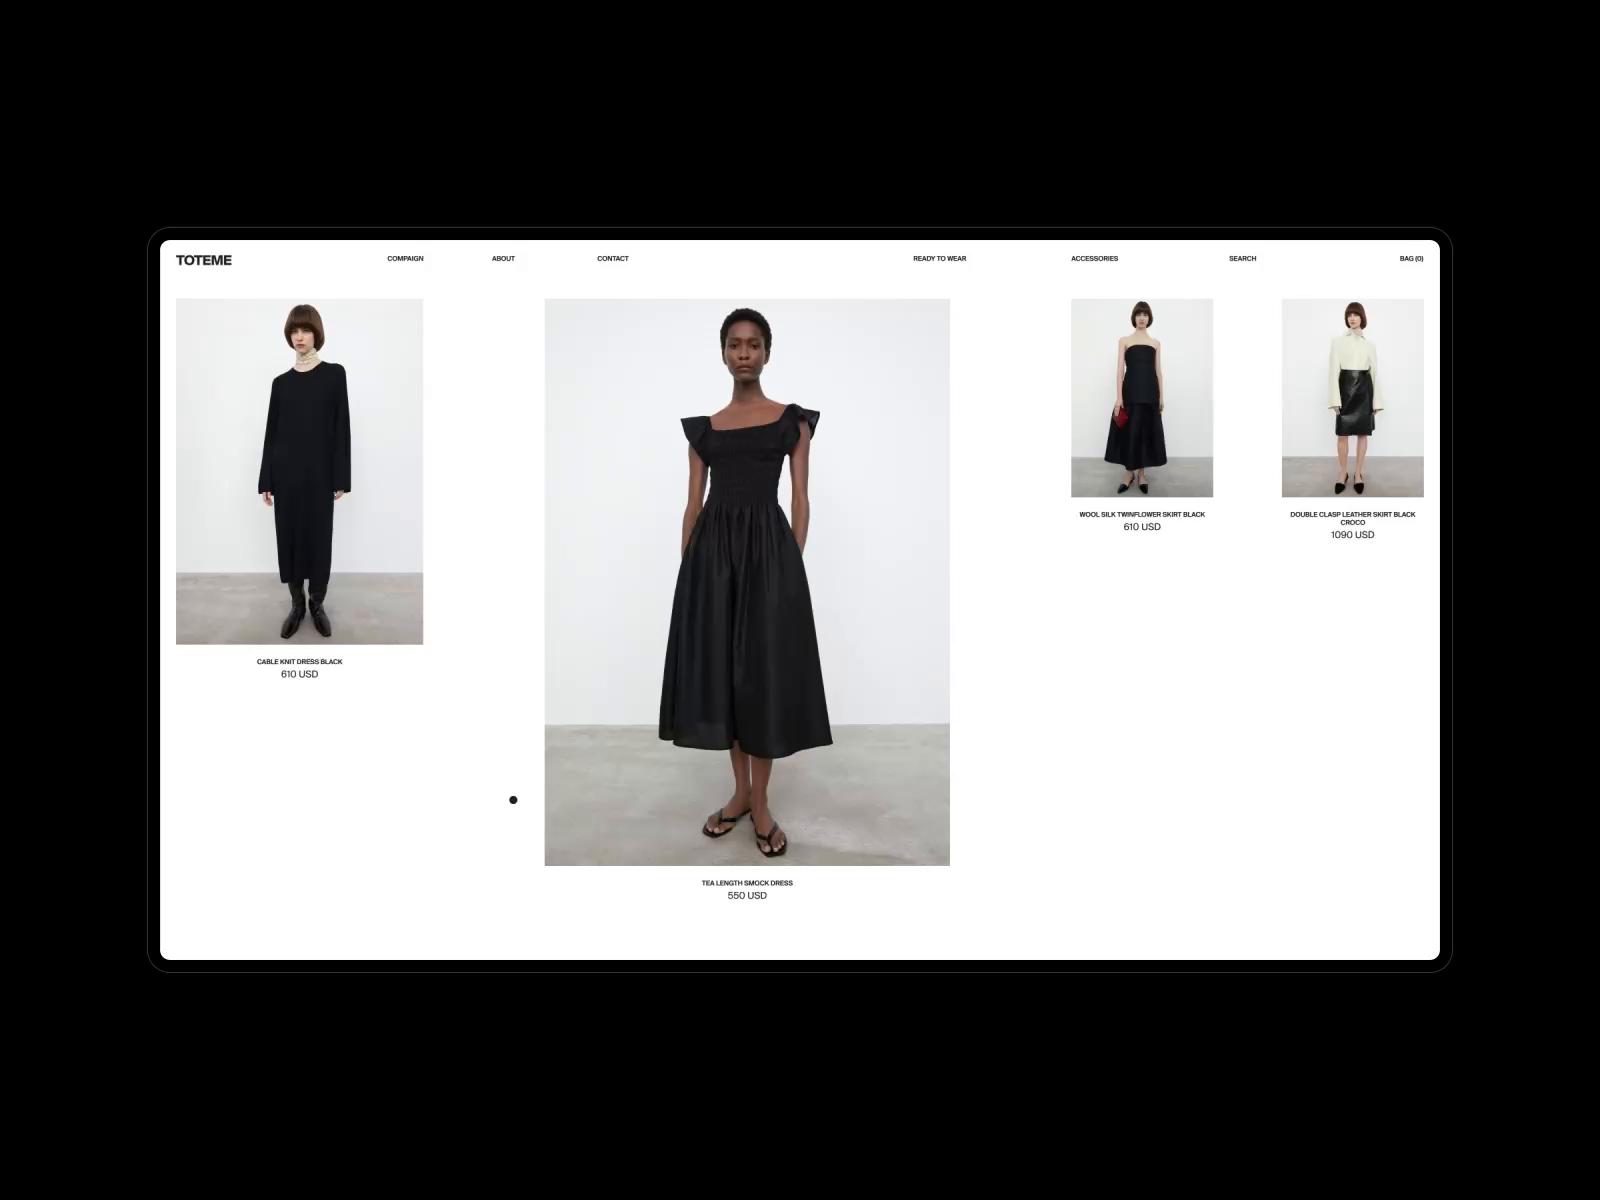 TOTEME
COMPAIGN
ABOUT
CONTACT
READY TO WEAR
ACCESSORIES
SEARCH
BAG (0)
CABLE KNIT DRESS BLACK
610 USD
TEA LENGTH SMOCK DRESS
550 USD
WOOL SILK TWINFLOWER SKIRT BLACK
610 USD
DOUBLE CLASP LEATHER SKIRT BLACK
CROCO
1090 USD